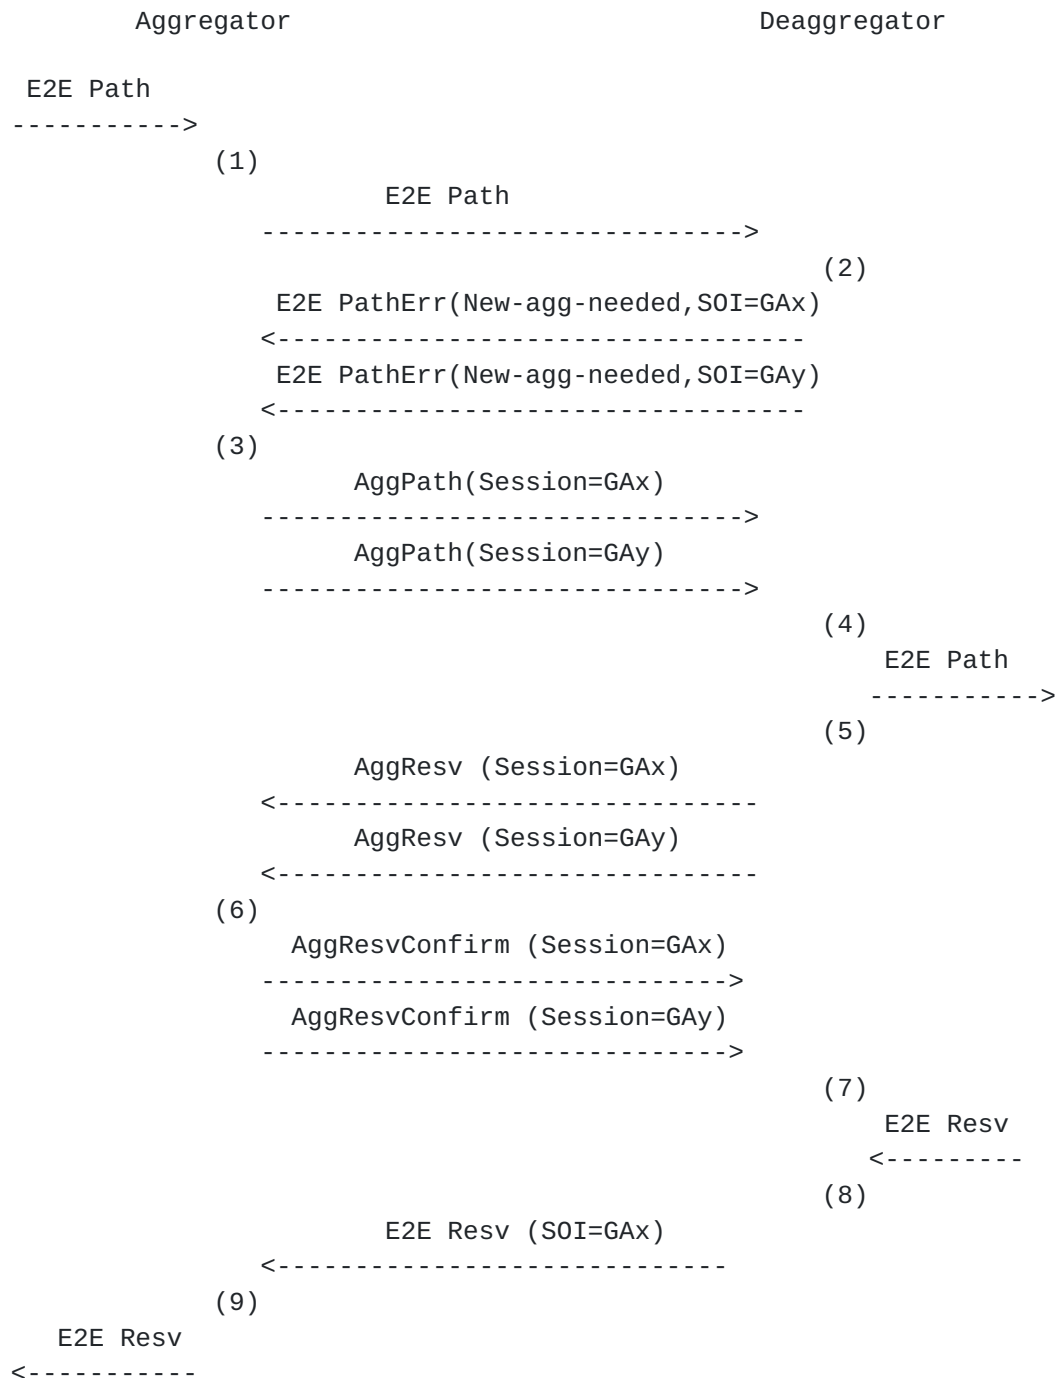 Aggregator                              Deaggregator
E2E Path
----------->
(1)
E2E Path
------------------------------->
(2)
E2E PathErr(New-agg-needed,SOI=GAx)
<----------------------------------
E2E PathErr(New-agg-needed,SOI=GAy)
<----------------------------------
(3)
AggPath(Session=GAx)
------------------------------->
AggPath(Session=GAy)
------------------------------->
(4)
E2E Path
----------->
(5)
AggResv (Session=GAx)
<-------------------------------
AggResv (Session=GAy)
<-------------------------------
(6)
AggResvConfirm (Session=GAx)
------------------------------>
AggResvConfirm (Session=GAy)
------------------------------>
(7)
E2E Resv
<---------
(8)
E2E Resv (SOI=GAx)
<-----------------------------
(9)
E2E Resv
<-----------